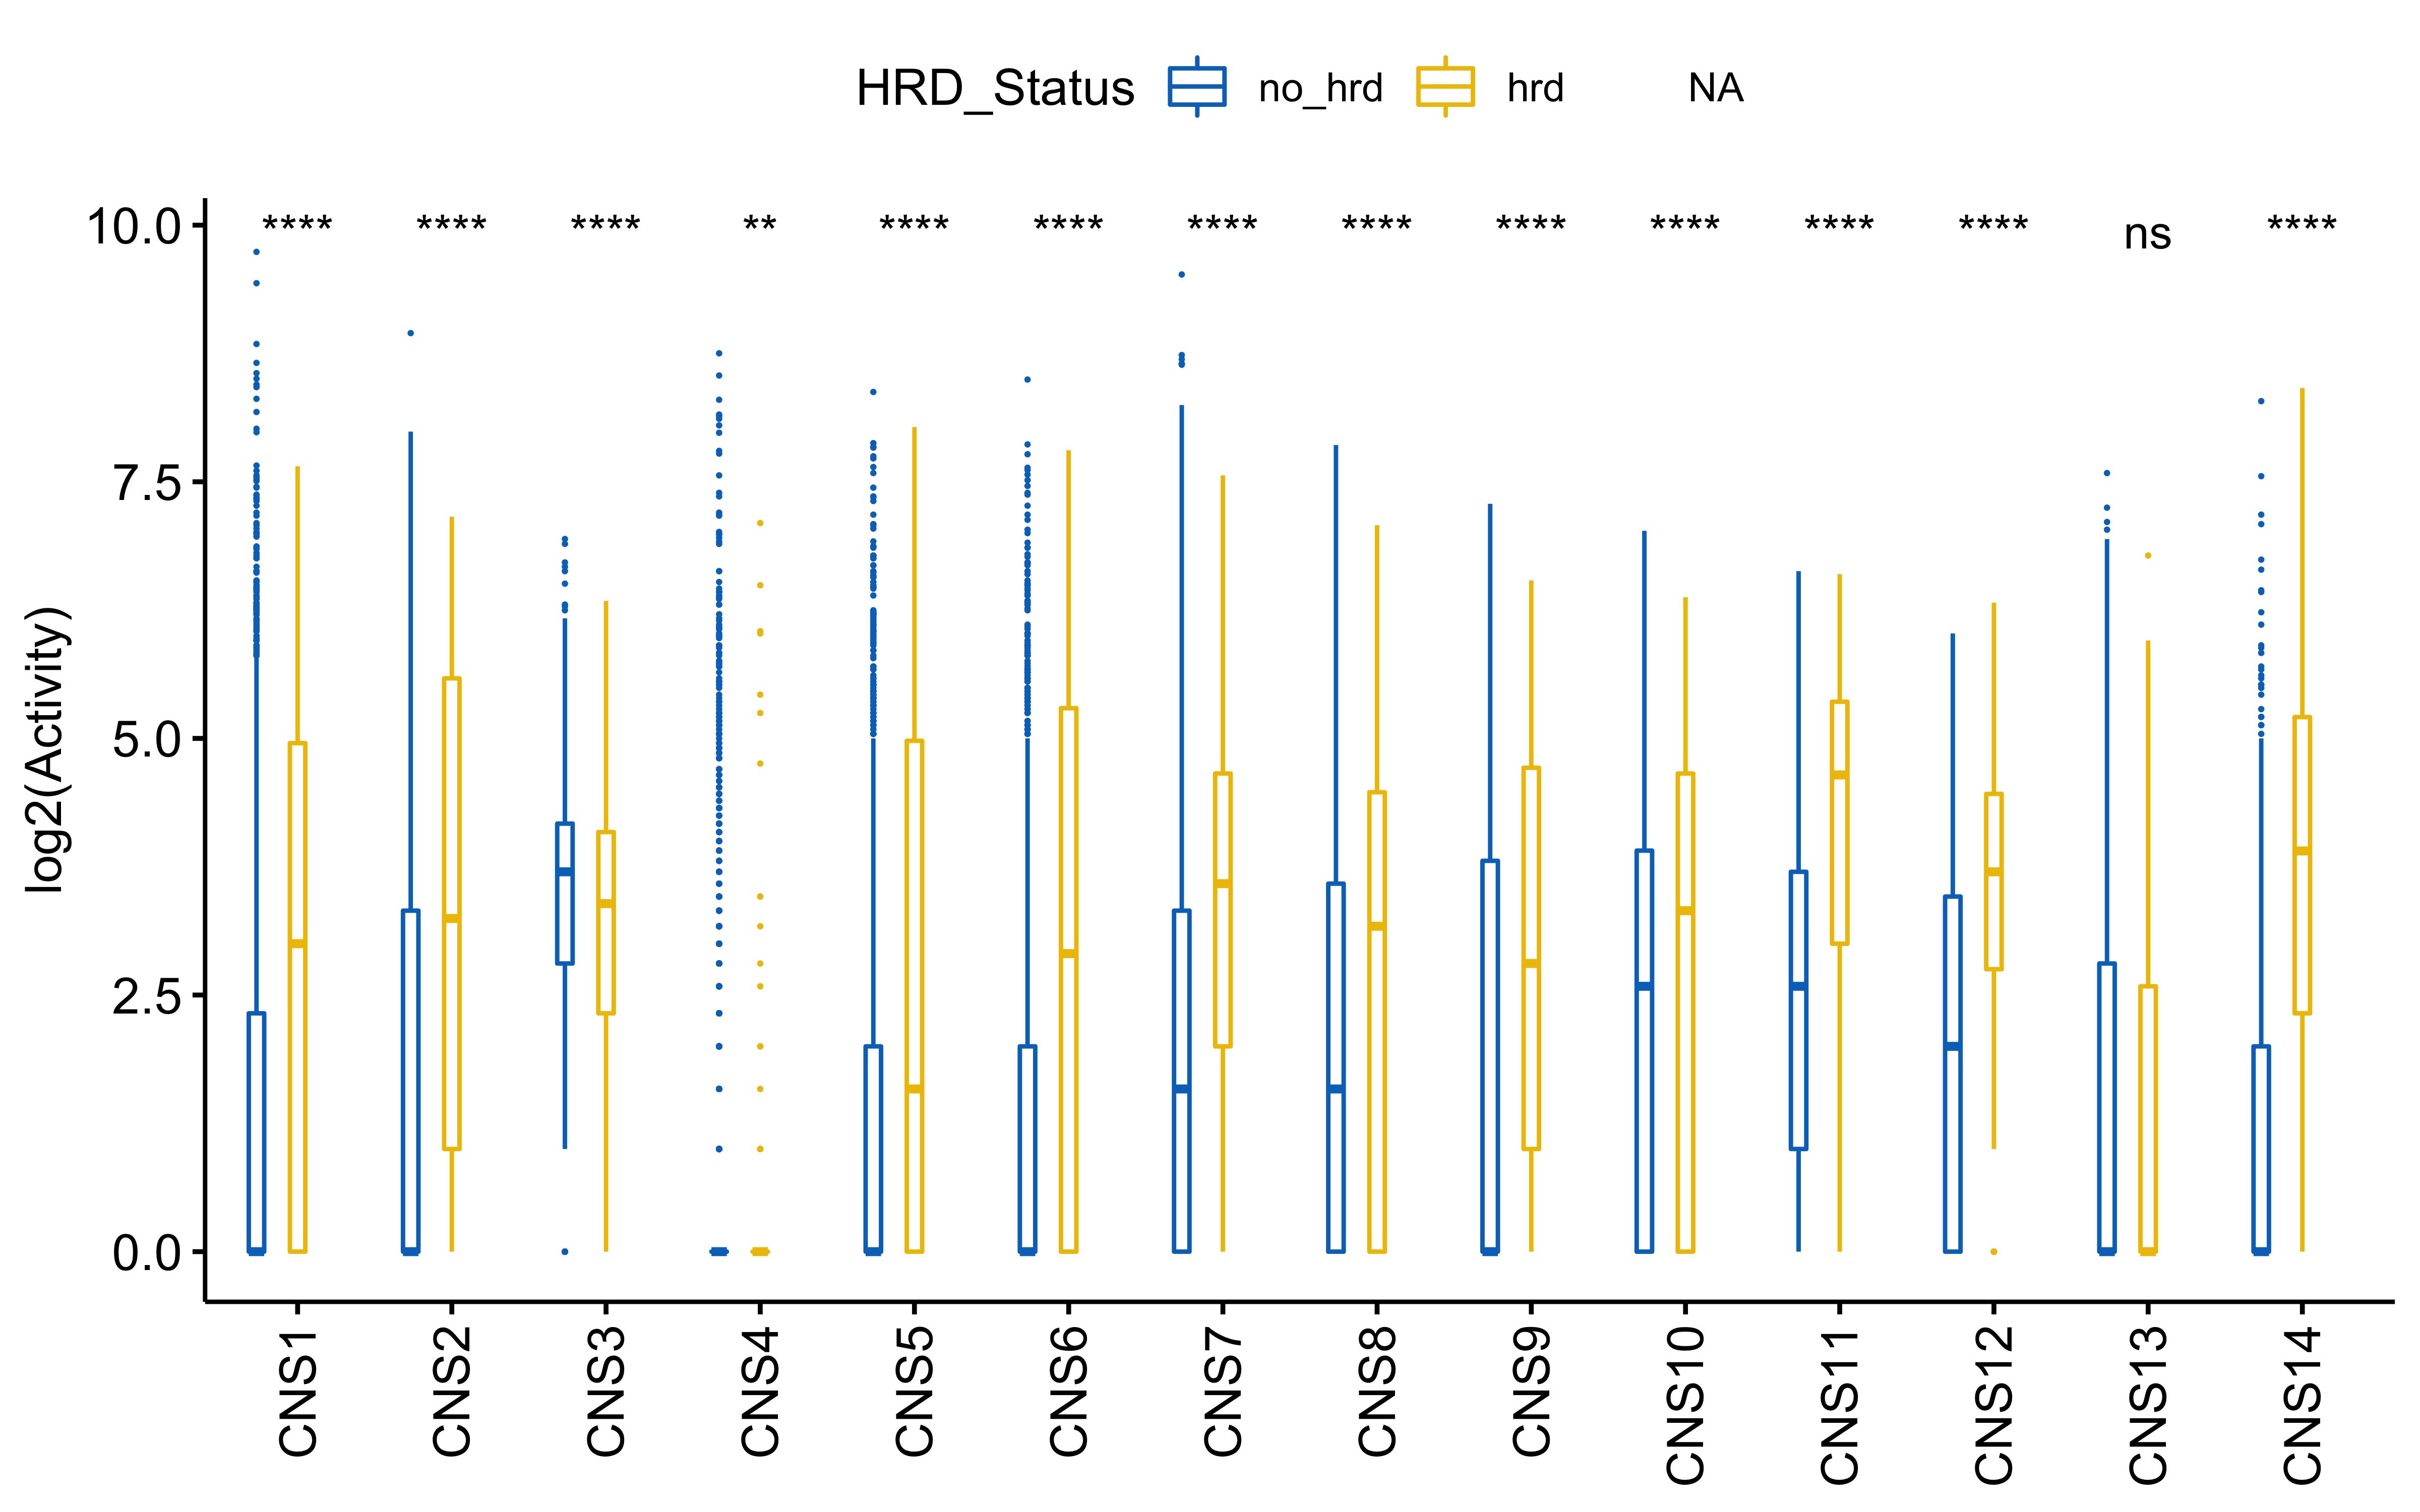 HRD_Status no_hrd hrd NA
10.0
7.5
5.0
2.5
0.0
log2(Activity)
**** **** **** ** **** **** **** **** **** **** **** **** ns ****
CNS1 CNS2 CNS3 CNS4 CNS5 CNS6 CNS7 CNS8 CNS9 CNS10 CNS11 CNS12 CNS13 CNS14